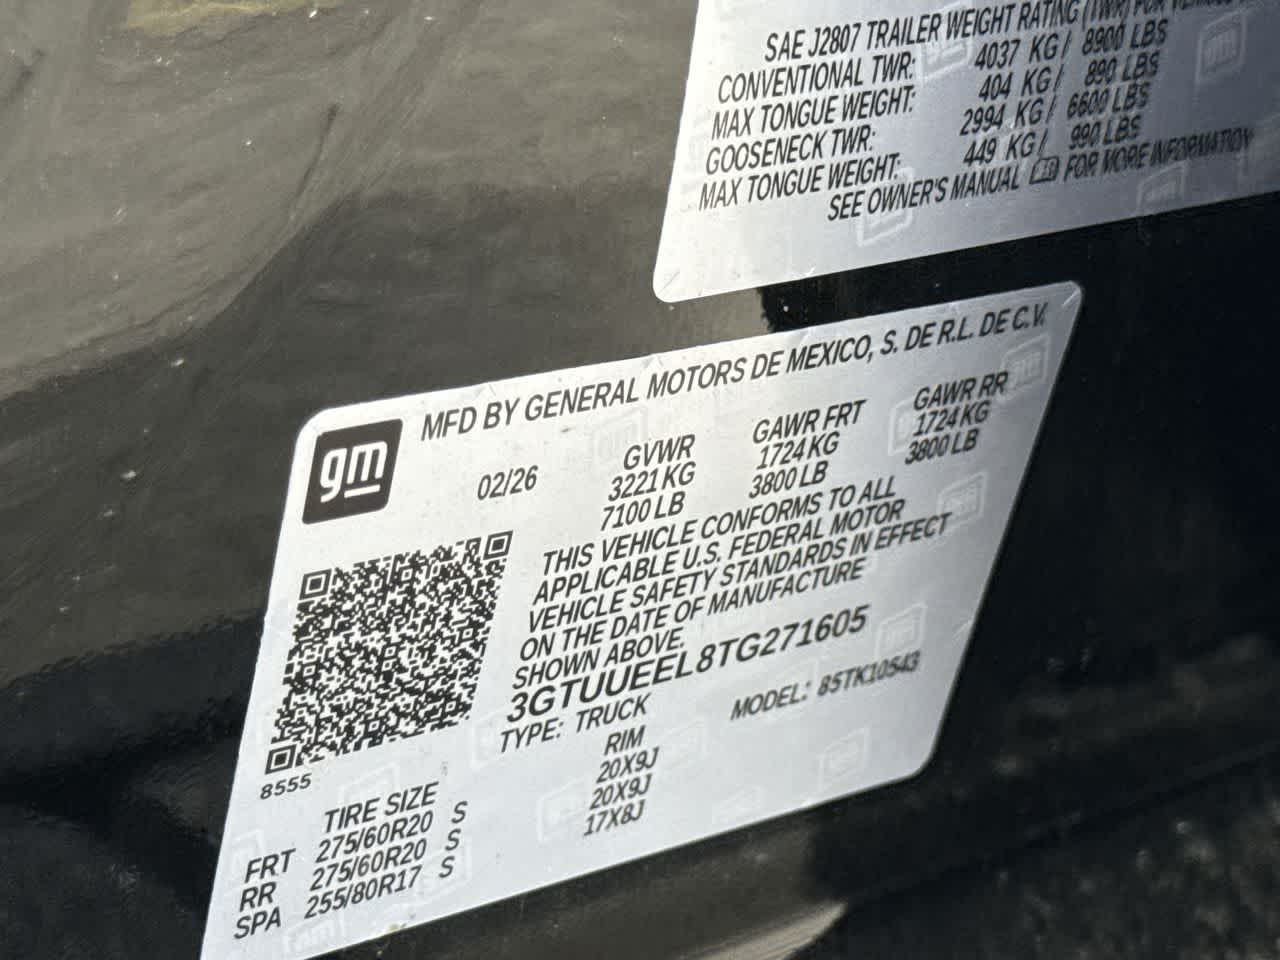 SAE J2807 TRAILER WEIGHT RATING (TWR) FOR
CONVENTIONAL TWR: 4037 KG/ 8900 LBS
MAX TONGUE WEIGHT: 404 KG/ 890 LBS
GOOSENECK TWR: 2994 KG/ 6600 LBS
MAX TONGUE WEIGHT: 449 KG/ 990 LBS
SEE OWNER'S MANUAL FOR MORE INFORMATION
MFD BY GENERAL MOTORS DE MEXICO, S. DE R.L. DE C.V.
gm
02/26 GVWR GAWR FRT GAWR RR
3221 KG 1724 KG 1724 KG
7100 LB 3800 LB 3800 LB
THIS VEHICLE CONFORMS TO ALL
APPLICABLE U.S. FEDERAL MOTOR
VEHICLE SAFETY STANDARDS IN EFFECT
ON THE DATE OF MANUFACTURE
SHOWN ABOVE.
3GTUUEEL8TG271605
TYPE: TRUCK MODEL: 85TK10543
8555
TIRE SIZE RIM
FRT 275/60R20 S 20X9J
RR 275/60R20 S 20X9J
SPA 255/80R17 S 17X8J